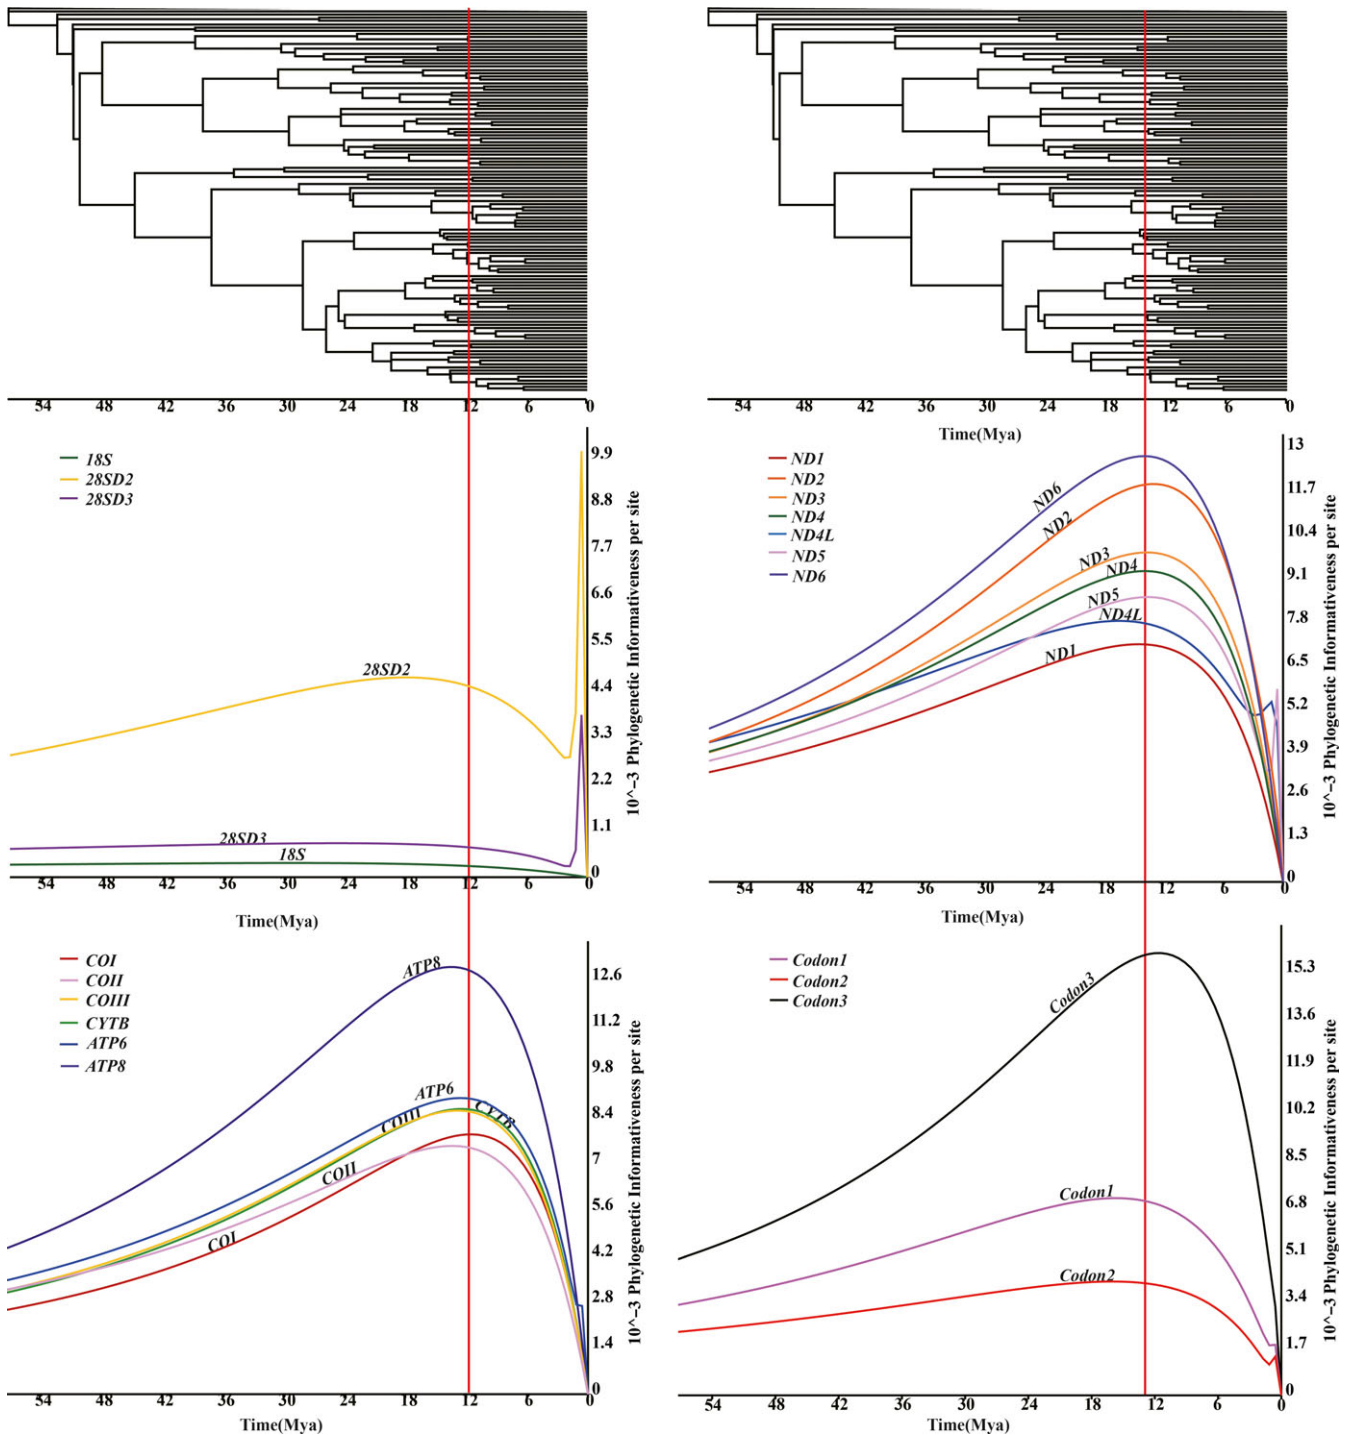 54 48 42 36 30 24 18 12 6 0
54 48 42 36 30 24 18 12 6 0
Time(Mya)
18S
28SD2
28SD3
28SD2
28SD3
18S
9.9
8.8
7.7
6.6
5.5
4.4
3.3
2.2
1.1
0
10^-3 Phylogenetic Informativeness per site
54 48 42 36 30 24 18 12 6 0
Time(Mya)
ND1
ND2
ND3
ND4
ND4L
ND5
ND6
ND6
ND2
ND3
ND4
ND5
ND4L
ND1
13
11.7
10.4
9.1
7.8
6.5
5.2
3.9
2.6
1.3
0
10^-3 Phylogenetic Informativeness per site
54 48 42 36 30 24 18 12 6 0
Time(Mya)
COI
COII
COIII
CYTB
ATP6
ATP8
ATP8
ATP6
COIII
CYTB
COII
COI
12.6
11.2
9.8
8.4
7
5.6
4.2
2.8
1.4
0
10^-3 Phylogenetic Informativeness per site
54 48 42 36 30 24 18 12 6 0
Time(Mya)
Codon1
Codon2
Codon3
Codon3
Codon1
Codon2
15.3
13.6
11.9
10.2
8.5
6.8
5.1
3.4
1.7
0
10^-3 Phylogenetic Informativeness per site
54 48 42 36 30 24 18 12 6 0
Time(Mya)